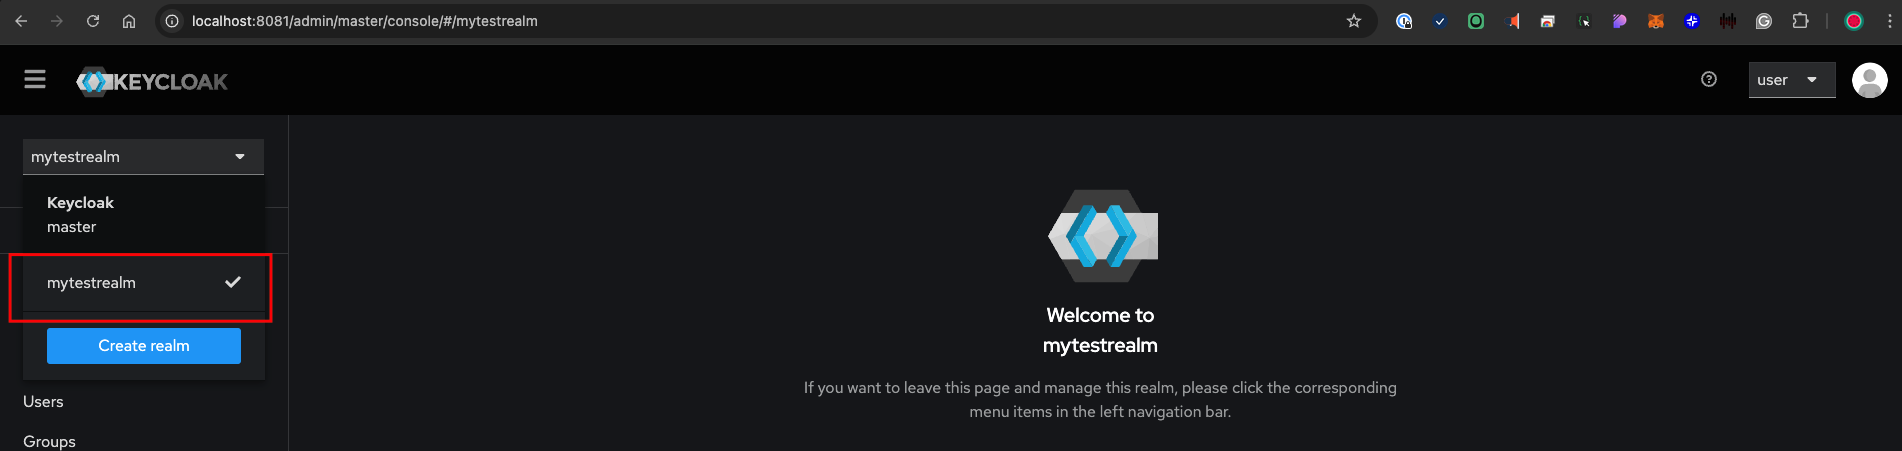 localhost:8081/admin/master/console/#/mytestrealm
KEYCLOAK
user
mytestrealm
Keycloak
master
mytestrealm
Create realm
Users
Groups
Welcome to
mytestrealm
If you want to leave this page and manage this realm, please click the corresponding
menu items in the left navigation bar.